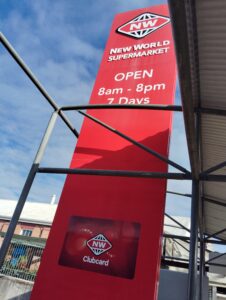 NW
NEW WORLD
SUPERMARKET
OPEN
8am - 8pm
7 Days
NW
Clubcard